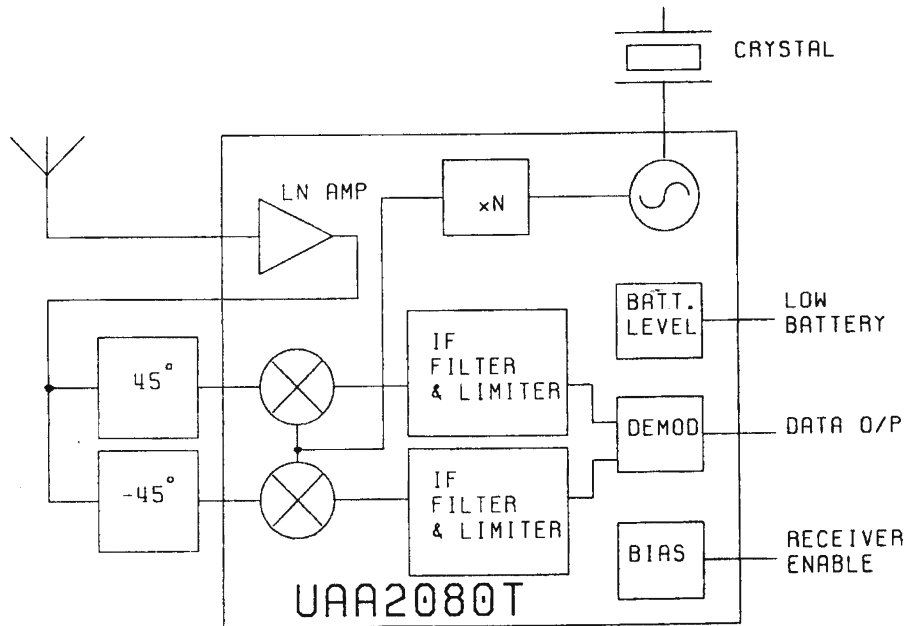 CRYSTAL
LN AMP
×N
BATT.
LEVEL
LOW
BATTERY
45°
IF
FILTER
& LIMITER
DEMOD
DATA O/P
-45°
IF
FILTER
& LIMITER
BIAS
RECEIVER
ENABLE
UAA2080T